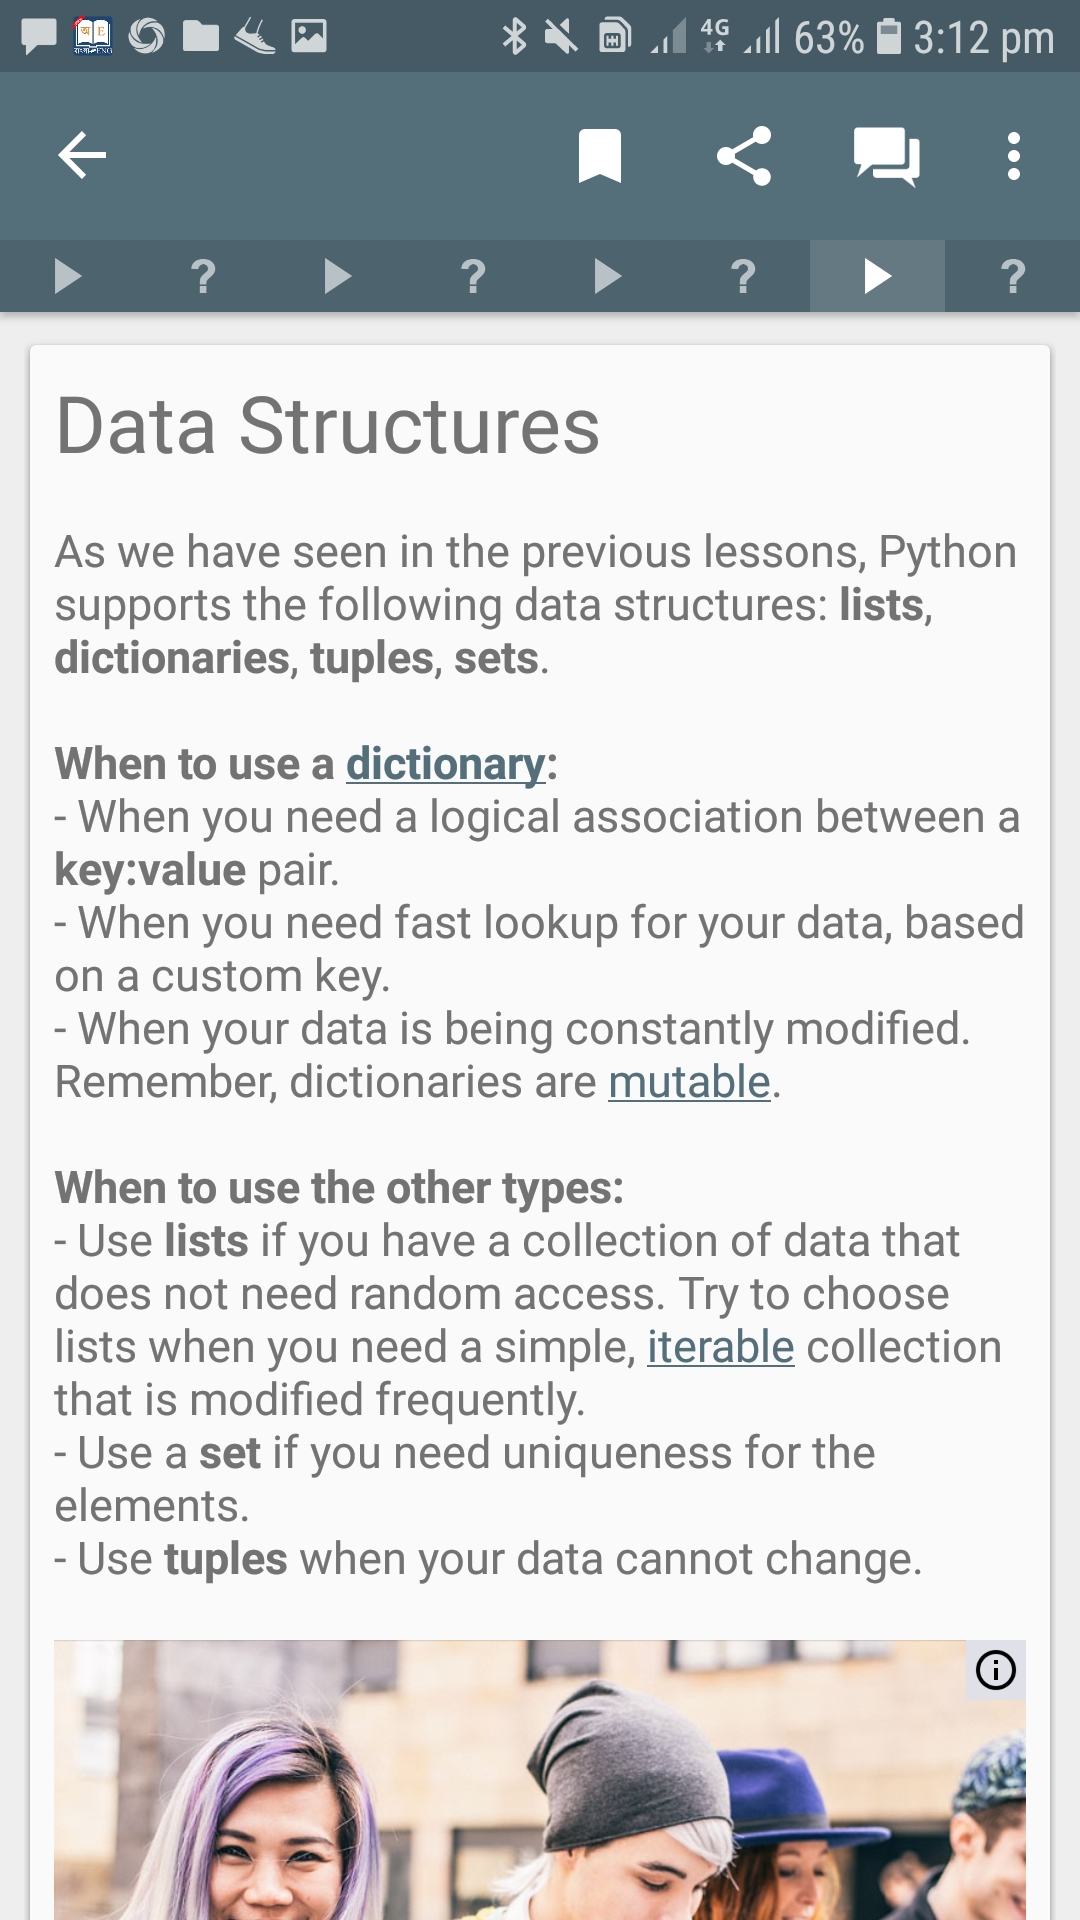 4G 63% 3:12 pm
? ? ? ?
Data Structures
As we have seen in the previous lessons, Python
supports the following data structures: lists,
dictionaries, tuples, sets.
When to use a dictionary:
- When you need a logical association between a
key:value pair.
- When you need fast lookup for your data, based
on a custom key.
- When your data is being constantly modified.
Remember, dictionaries are mutable.
When to use the other types:
- Use lists if you have a collection of data that
does not need random access. Try to choose
lists when you need a simple, iterable collection
that is modified frequently.
- Use a set if you need uniqueness for the
elements.
- Use tuples when your data cannot change.